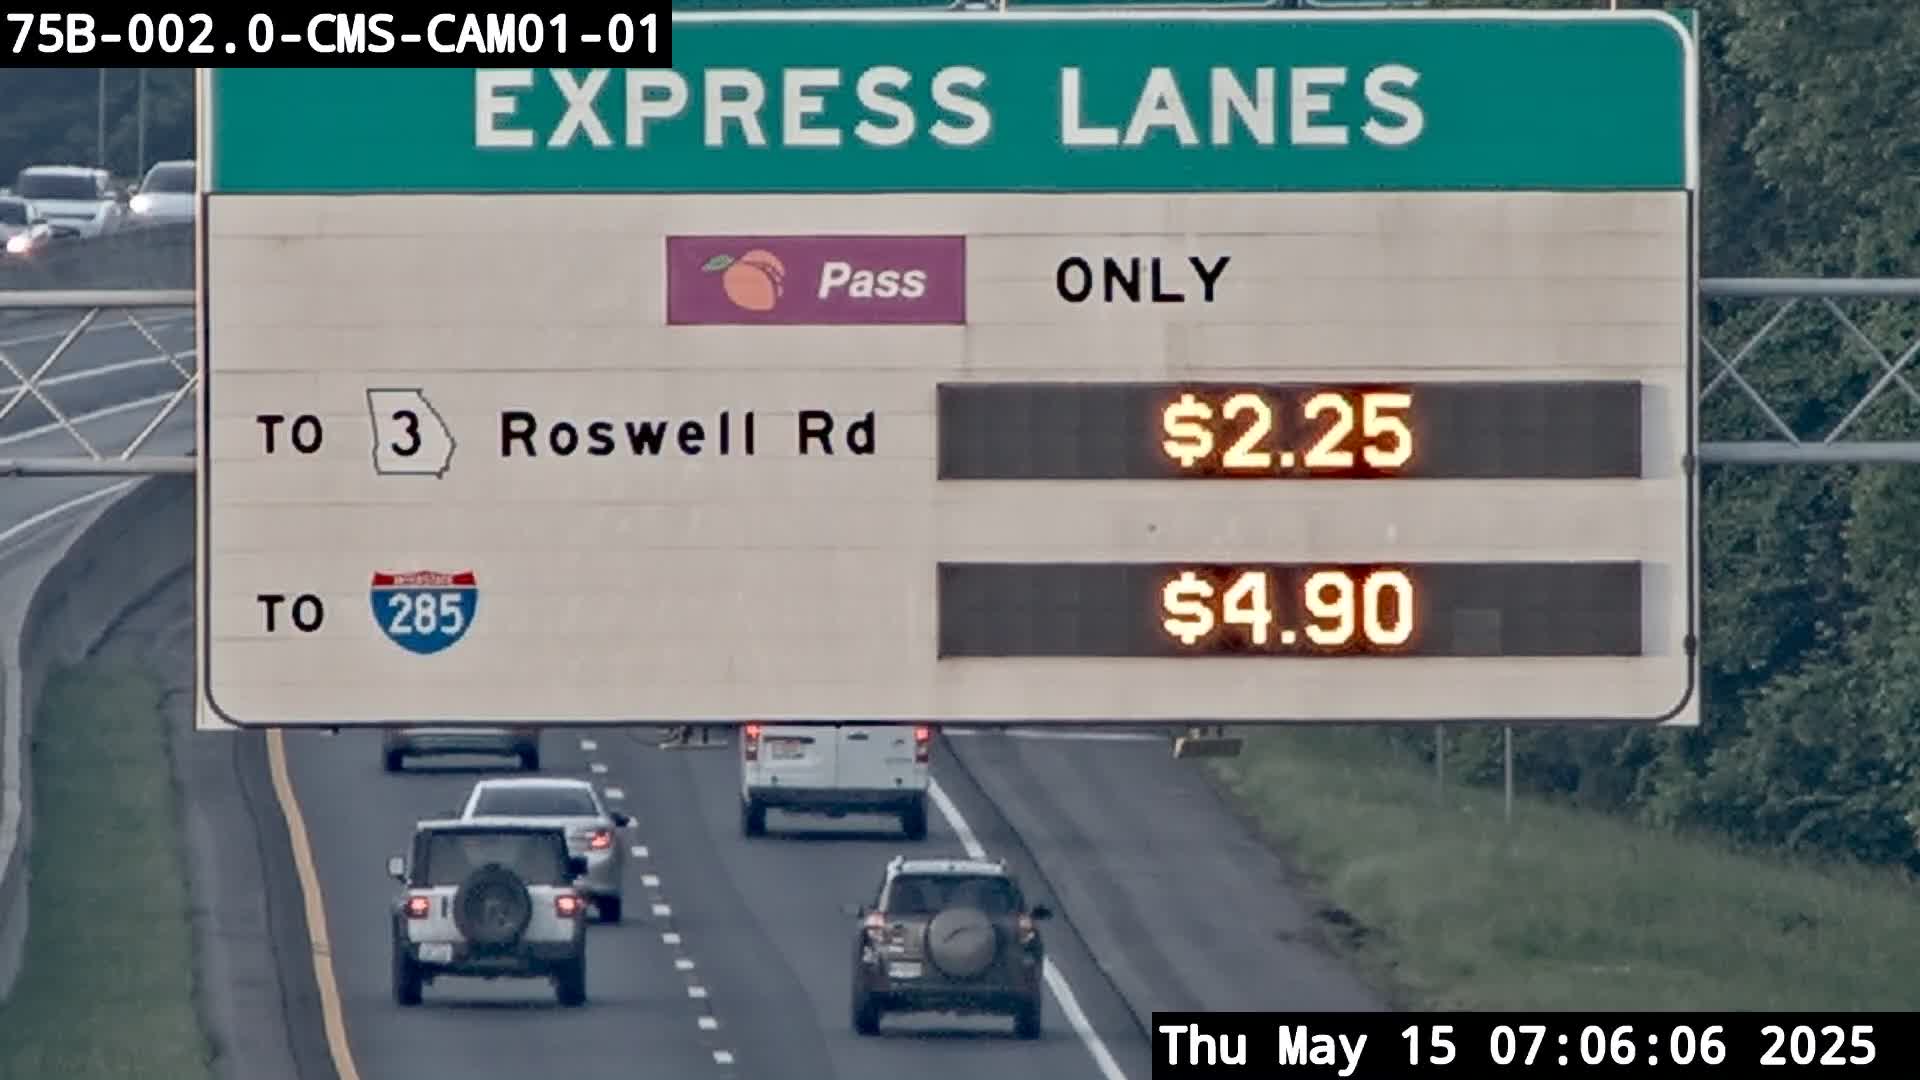 75B-002.0-CMS-CAM01-01
EXPRESS LANES
Pass ONLY
TO 3 Roswell Rd $2.25
TO INTERSTATE 285 $4.90
Thu May 15 07:06:06 2025